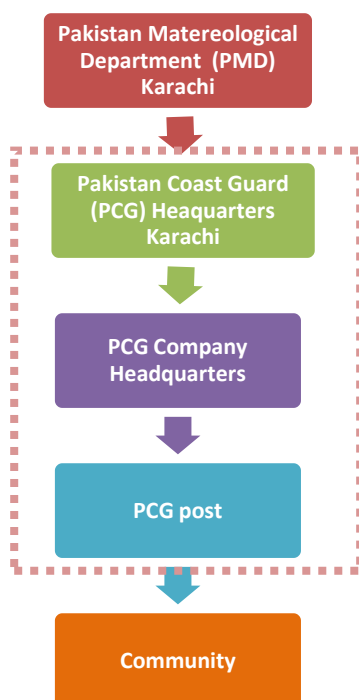 Pakistan Matereological
Department (PMD)
Karachi
Pakistan Coast Guard
(PCG) Heaquarters
Karachi
PCG Company
Headquarters
PCG post
Community